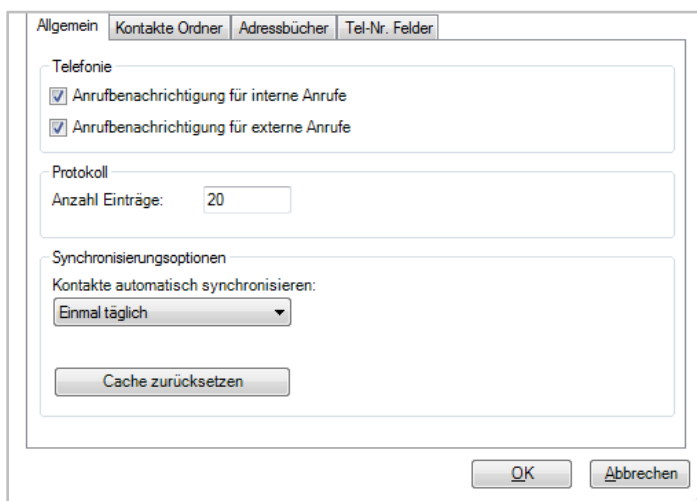 Allgemein Kontakte Ordner Adressbücher Tel-Nr. Felder
Telefonie
Anrufbenachrichtigung für interne Anrufe
Anrufbenachrichtigung für externe Anrufe
Protokoll
Anzahl Einträge: 20
Synchronisierungsoptionen
Kontakte automatisch synchronisieren:
Einmal täglich
Cache zurücksetzen
OK Abbrechen